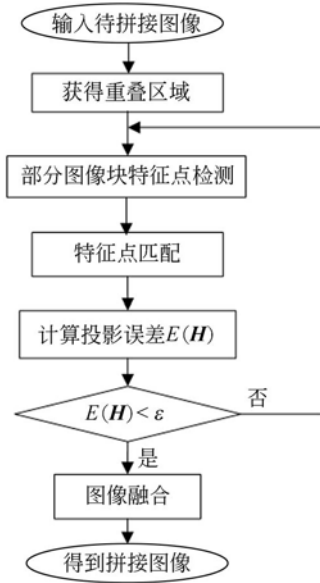 输入待拼接图像
获得重叠区域
部分图像块特征点检测
特征点匹配
计算投影误差E(H)
E(H)<ε
否
是
图像融合
得到拼接图像